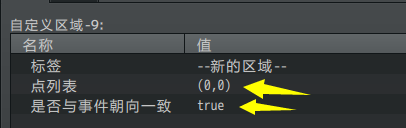 自定义区域-9:
名称 值
标签 --新的区域--
点列表 (0,0)
是否与事件朝向一致 true